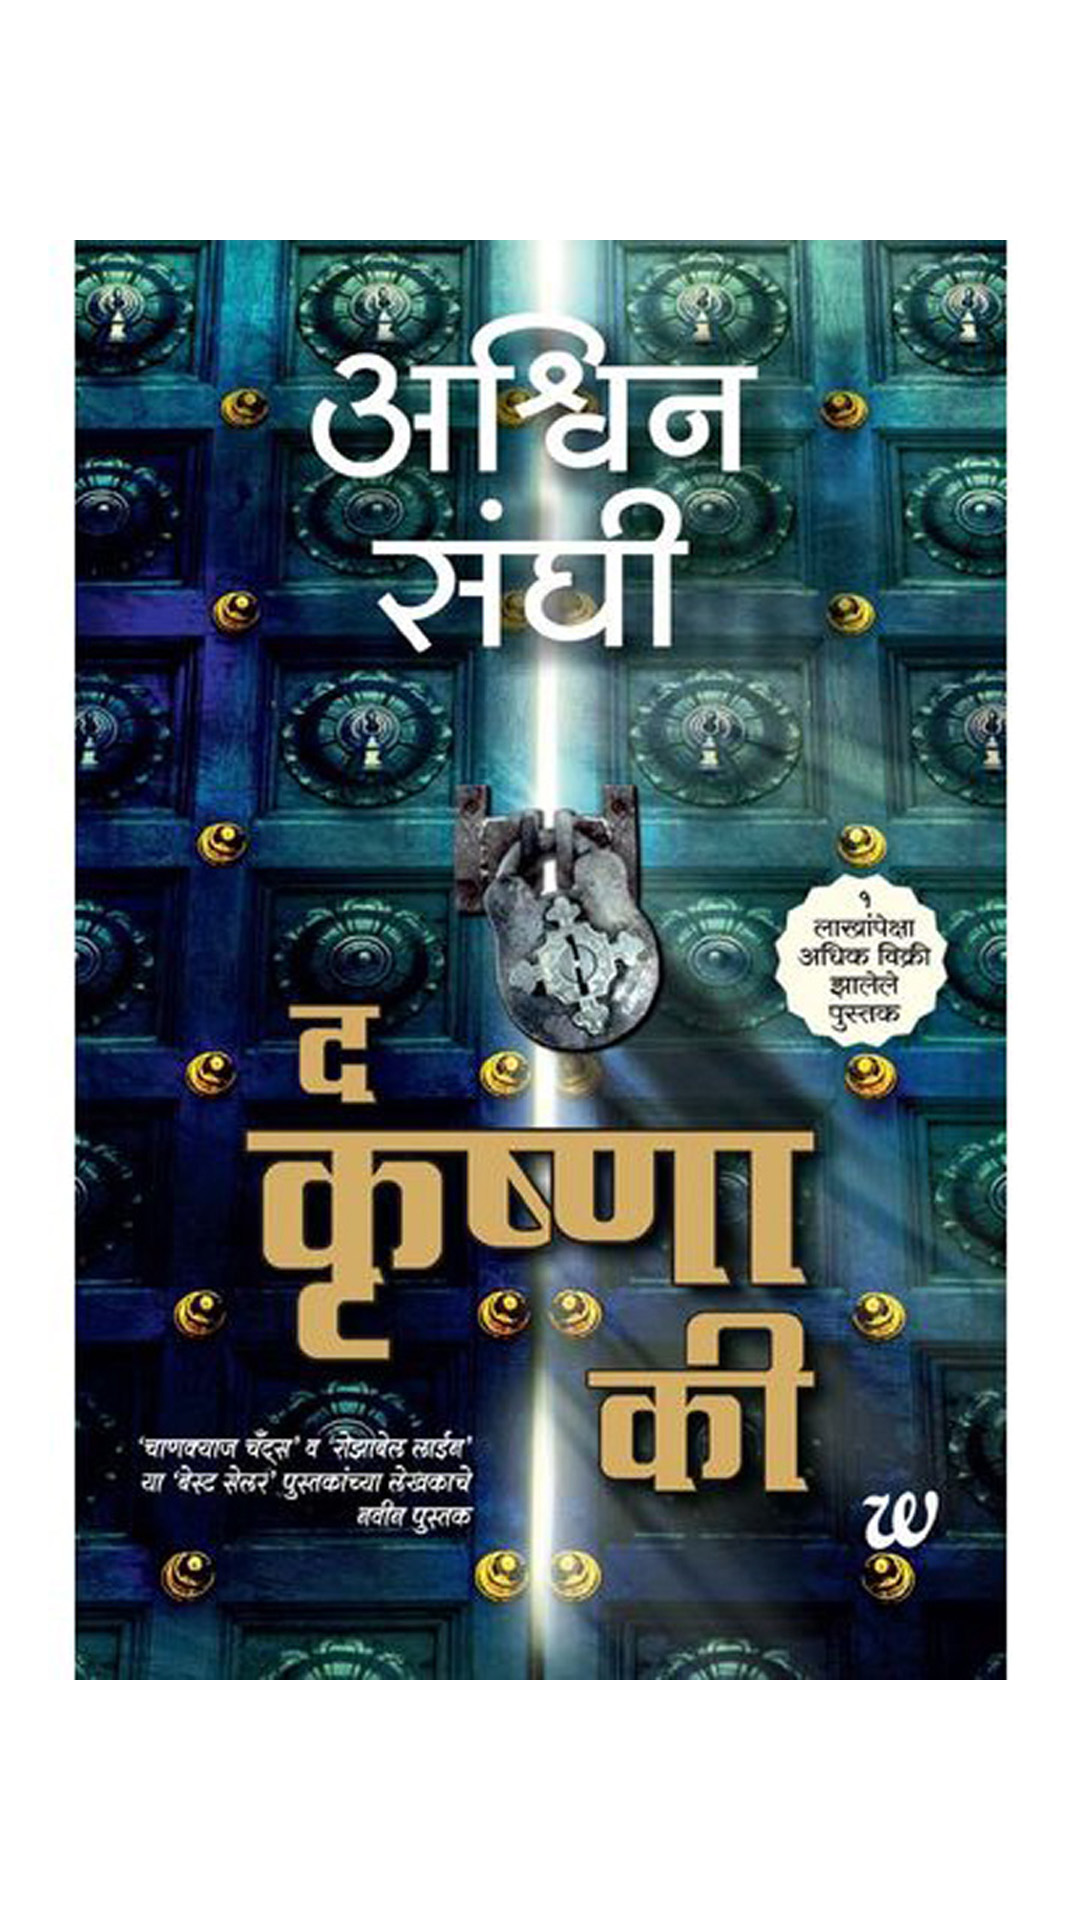 अश्विन
संघी
१
लाखांपेक्षा
अधिक विक्री
झालेले
पुस्तक
द
कृष्णा
की
‘चाणक्याज चँट्स’ व ‘रोझाबेल लाईन’
या ‘बेस्ट सेलर’ पुस्तकांच्या लेखकाचे
नवीन पुस्तक
w